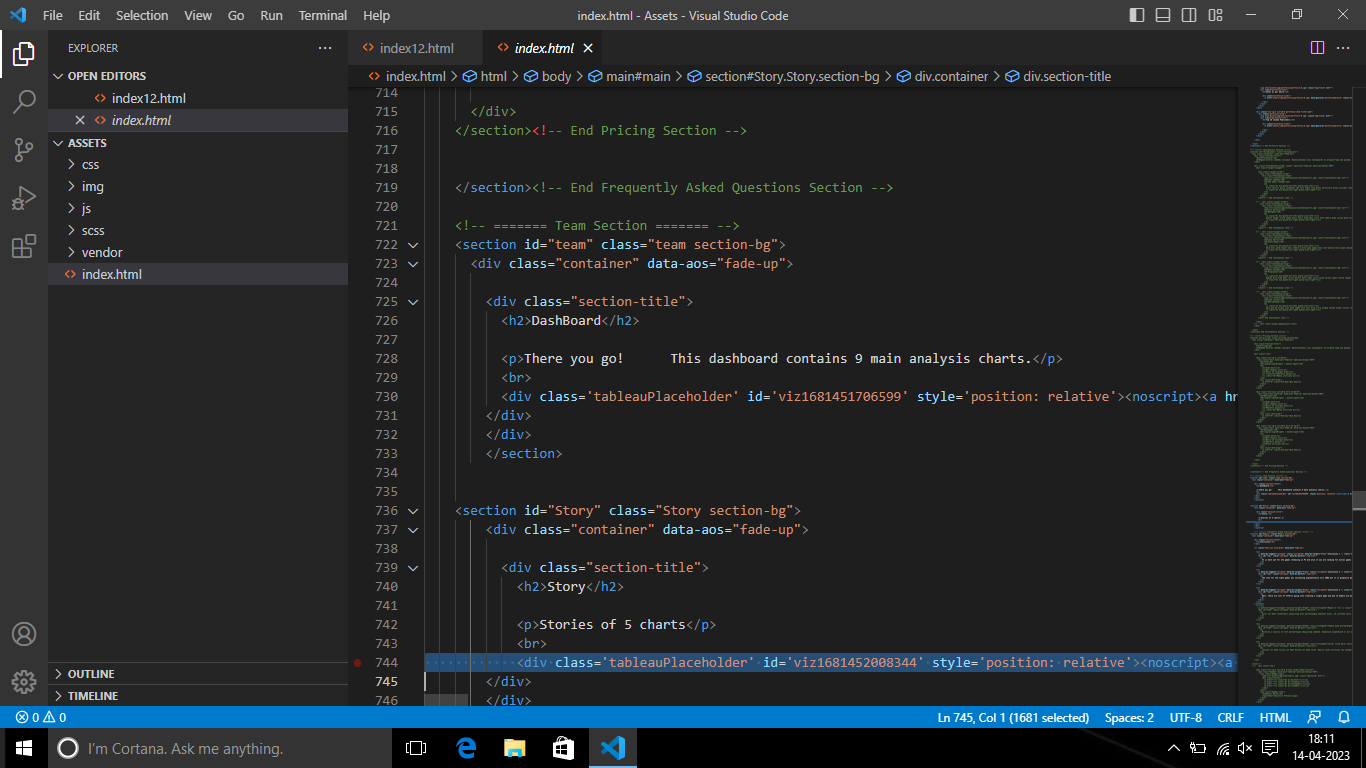 File Edit Selection View Go Run Terminal Help index.html - Assets - Visual Studio Code
EXPLORER
index12.html index.html
OPEN EDITORS
index.html html body main#main section#Story.Story.section-bg div.container div.section-title
index12.html
index.html
ASSETS
css
img
js
scss
vendor
index.html
OUTLINE
TIMELINE
714
715 </div>
716 </section><!-- End Pricing Section -->
717
718
719 </section><!-- End Frequently Asked Questions Section -->
720
721 <!-- ======= Team Section ======= -->
722 <section id="team" class="team section-bg">
723 <div class="container" data-aos="fade-up">
724
725 <div class="section-title">
726 <h2>DashBoard</h2>
727
728 <p>There you go!      This dashboard contains 9 main analysis charts.</p>
729 <br>
730 <div class='tableauPlaceholder' id='viz1681451706599' style='position: relative'><noscript><a hr
731 </div>
732 </div>
733 </section>
734
735
736 <section id="Story" class="Story section-bg">
737 <div class="container" data-aos="fade-up">
738
739 <div class="section-title">
740 <h2>Story</h2>
741
742 <p>Stories of 5 charts</p>
743 <br>
744 <div class='tableauPlaceholder' id='viz1681452008344' style='position: relative'><noscript><a
745 </div>
746 </div>
0 0 Ln 745, Col 1 (1681 selected) Spaces: 2 UTF-8 CRLF HTML
I'm Cortana. Ask me anything.
18:11
14-04-2023